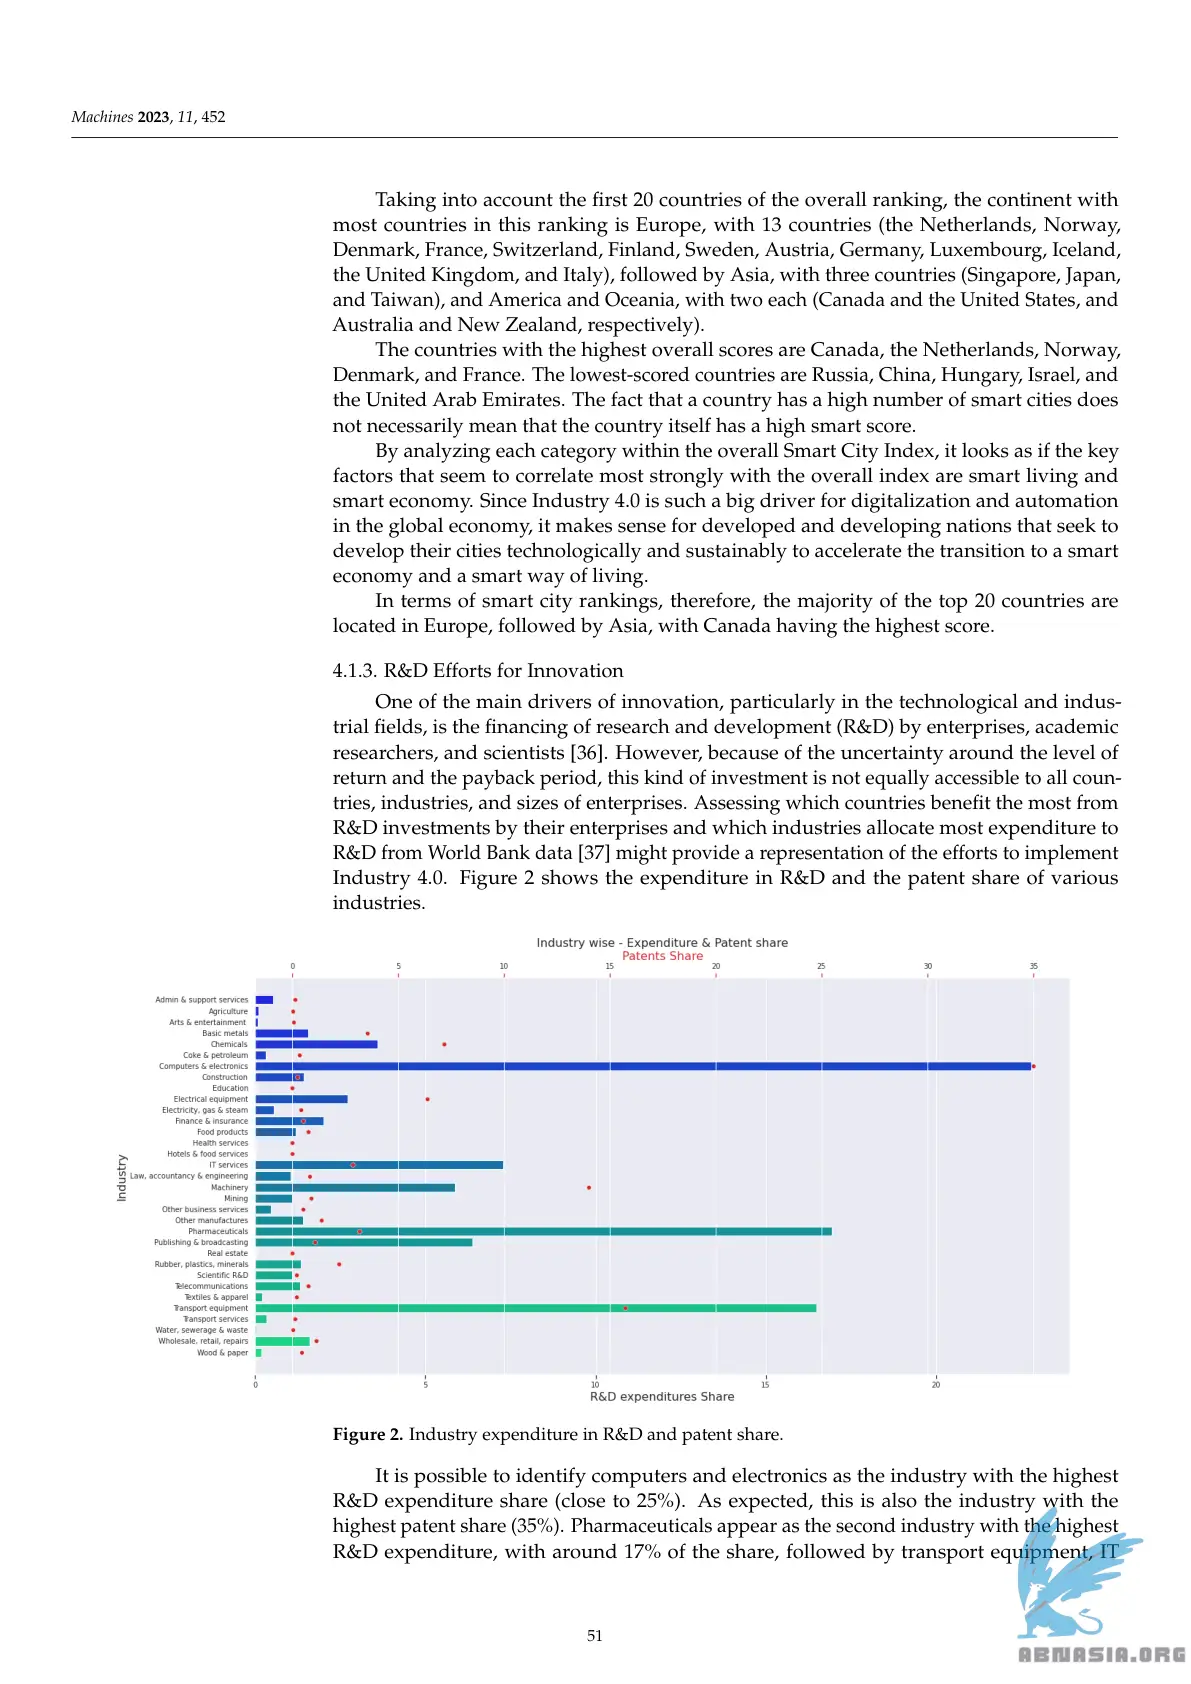 Machines 2023, 11, 452
Taking into account the first 20 countries of the overall ranking, the continent with
most countries in this ranking is Europe, with 13 countries (the Netherlands, Norway,
Denmark, France, Switzerland, Finland, Sweden, Austria, Germany, Luxembourg, Iceland,
the United Kingdom, and Italy), followed by Asia, with three countries (Singapore, Japan,
and Taiwan), and America and Oceania, with two each (Canada and the United States, and
Australia and New Zealand, respectively).
The countries with the highest overall scores are Canada, the Netherlands, Norway,
Denmark, and France. The lowest-scored countries are Russia, China, Hungary, Israel, and
the United Arab Emirates. The fact that a country has a high number of smart cities does
not necessarily mean that the country itself has a high smart score.
By analyzing each category within the overall Smart City Index, it looks as if the key
factors that seem to correlate most strongly with the overall index are smart living and
smart economy. Since Industry 4.0 is such a big driver for digitalization and automation
in the global economy, it makes sense for developed and developing nations that seek to
develop their cities technologically and sustainably to accelerate the transition to a smart
economy and a smart way of living.
In terms of smart city rankings, therefore, the majority of the top 20 countries are
located in Europe, followed by Asia, with Canada having the highest score.
4.1.3. R&D Efforts for Innovation
One of the main drivers of innovation, particularly in the technological and indus-
trial fields, is the financing of research and development (R&D) by enterprises, academic
researchers, and scientists [36]. However, because of the uncertainty around the level of
return and the payback period, this kind of investment is not equally accessible to all coun-
tries, industries, and sizes of enterprises. Assessing which countries benefit the most from
R&D investments by their enterprises and which industries allocate most expenditure to
R&D from World Bank data [37] might provide a representation of the efforts to implement
Industry 4.0. Figure 2 shows the expenditure in R&D and the patent share of various
industries.
Industry wise - Expenditure & Patent share
Patents Share
0 5 10 15 20 25 30 35
Admin & support services
Agriculture
Arts & entertainment
Basic metals
Chemicals
Coke & petroleum
Computers & electronics
Construction
Education
Electrical equipment
Electricity, gas & steam
Finance & insurance
Food products
Health services
Hotels & food services
IT services
Law, accountancy & engineering
Machinery
Mining
Other business services
Other manufactures
Pharmaceuticals
Publishing & broadcasting
Real estate
Rubber, plastics, minerals
Scientific R&D
Telecommunications
Textiles & apparel
Transport equipment
Transport services
Water, sewerage & waste
Wholesale, retail, repairs
Wood & paper
Industry
0 5 10 15 20
R&D expenditures Share
Figure 2. Industry expenditure in R&D and patent share.
It is possible to identify computers and electronics as the industry with the highest
R&D expenditure share (close to 25%). As expected, this is also the industry with the
highest patent share (35%). Pharmaceuticals appear as the second industry with the highest
R&D expenditure, with around 17% of the share, followed by transport equipment, IT
51
ABNASIA.ORG